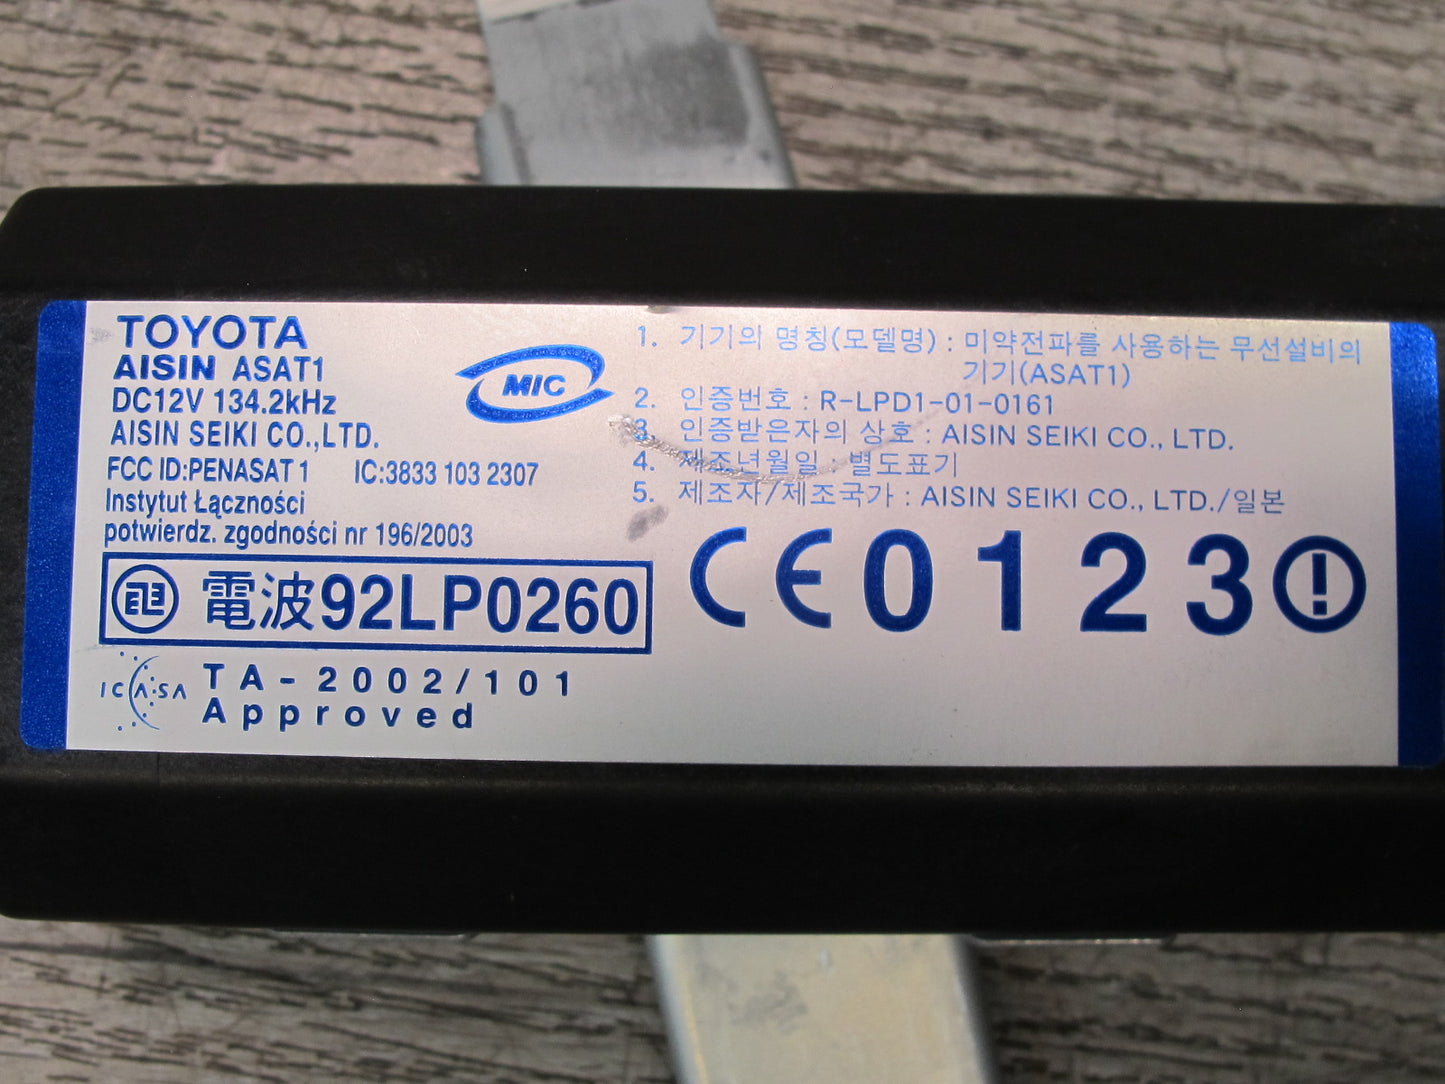 TOYOTA
AISIN ASAT1
DC12V 134.2kHz
AISIN SEIKI CO.,LTD.
FCC ID:PENASAT1 IC:3833 103 2307
Instytut Łączności
potwierdz. zgodności nr 196/2003
電波92LP0260
ICASA
TA-2002/101
Approved
MIC
1. 기기의 명칭(모델명) : 미약전파를 사용하는 무선설비의
기기(ASAT1)
2. 인증번호 : R-LPD1-01-0161
3. 인증받은자의 상호 : AISIN SEIKI CO., LTD.
4. 제조년월일 : 별도표기
5. 제조자/제조국가 : AISIN SEIKI CO., LTD./일본
CE0123!